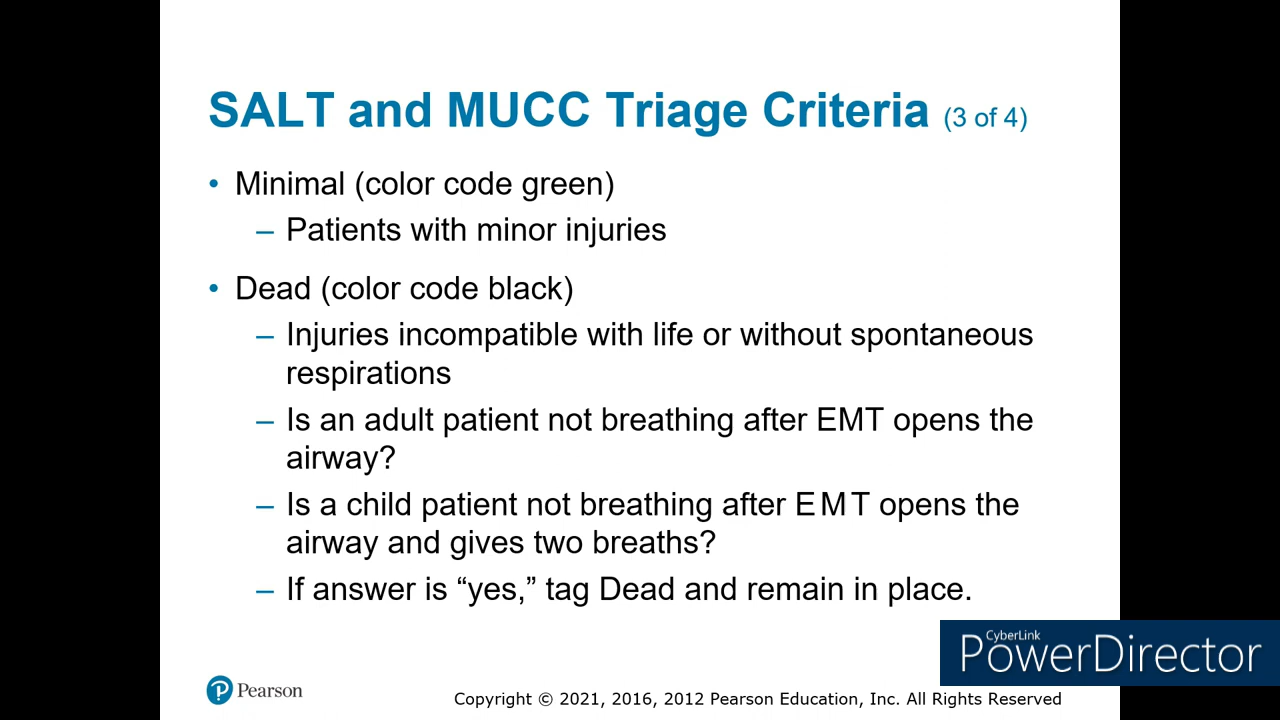 SALT and MUCC Triage Criteria (3 of 4)
• Minimal (color code green)
– Patients with minor injuries
• Dead (color code black)
– Injuries incompatible with life or without spontaneous
respirations
– Is an adult patient not breathing after EMT opens the
airway?
– Is a child patient not breathing after E M T opens the
airway and gives two breaths?
– If answer is “yes,” tag Dead and remain in place.
CyberLink
PowerDirector
Pearson
Copyright © 2021, 2016, 2012 Pearson Education, Inc. All Rights Reserved